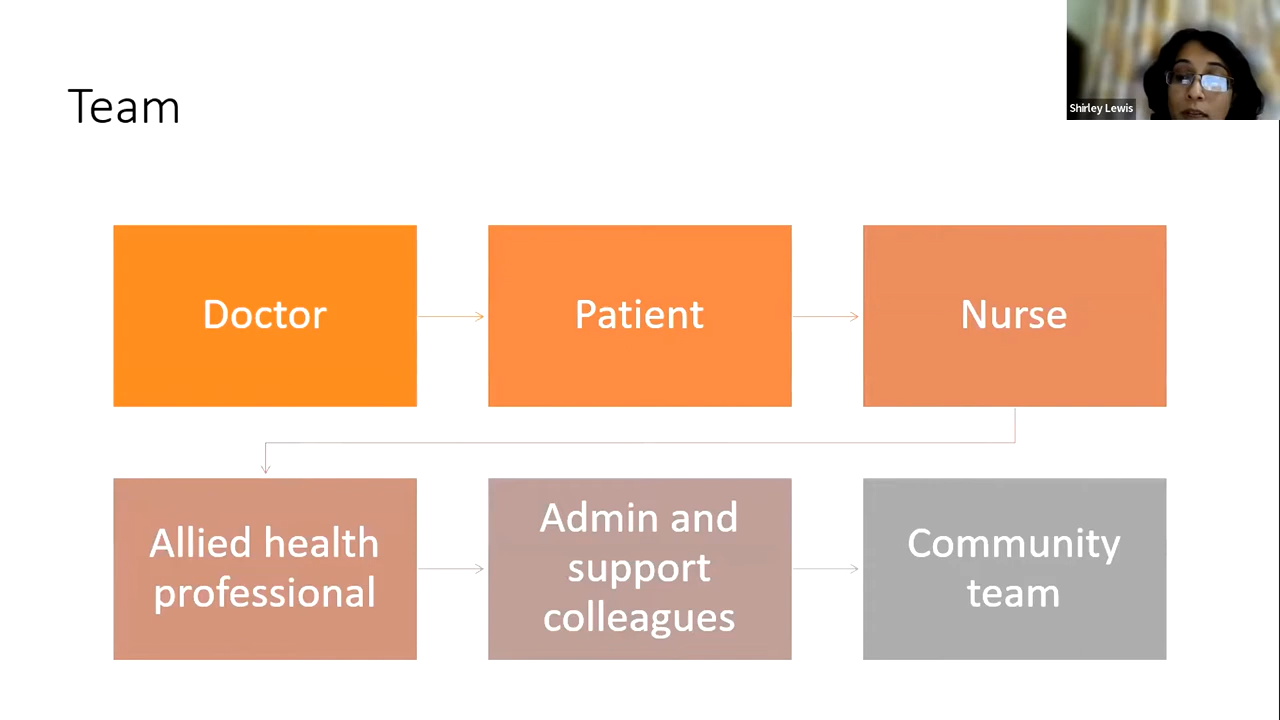 Team
Shirley Lewis
Doctor
Patient
Nurse
Allied health
professional
Admin and
support
colleagues
Community
team